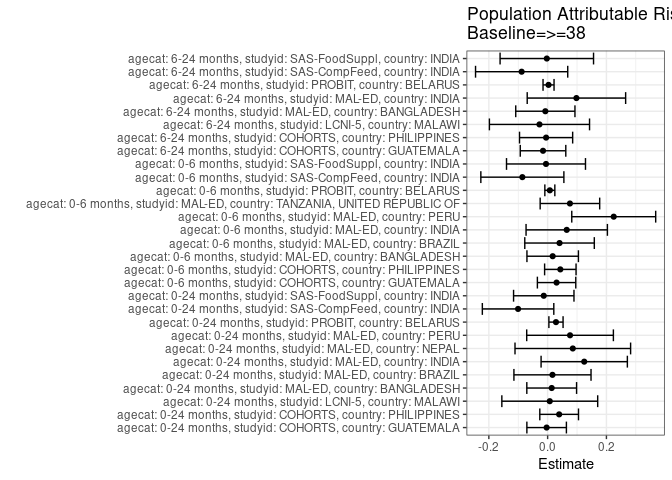 Population Attributable Ris
Baseline=>=38
agecat: 6-24 months, studyid: SAS-FoodSuppl, country: INDIA
agecat: 6-24 months, studyid: SAS-CompFeed, country: INDIA
agecat: 6-24 months, studyid: PROBIT, country: BELARUS
agecat: 6-24 months, studyid: MAL-ED, country: INDIA
agecat: 6-24 months, studyid: MAL-ED, country: BANGLADESH
agecat: 6-24 months, studyid: LCNI-5, country: MALAWI
agecat: 6-24 months, studyid: COHORTS, country: PHILIPPINES
agecat: 6-24 months, studyid: COHORTS, country: GUATEMALA
agecat: 0-6 months, studyid: SAS-FoodSuppl, country: INDIA
agecat: 0-6 months, studyid: SAS-CompFeed, country: INDIA
agecat: 0-6 months, studyid: PROBIT, country: BELARUS
agecat: 0-6 months, studyid: MAL-ED, country: TANZANIA, UNITED REPUBLIC OF
agecat: 0-6 months, studyid: MAL-ED, country: PERU
agecat: 0-6 months, studyid: MAL-ED, country: INDIA
agecat: 0-6 months, studyid: MAL-ED, country: BRAZIL
agecat: 0-6 months, studyid: MAL-ED, country: BANGLADESH
agecat: 0-6 months, studyid: COHORTS, country: PHILIPPINES
agecat: 0-6 months, studyid: COHORTS, country: GUATEMALA
agecat: 0-24 months, studyid: SAS-FoodSuppl, country: INDIA
agecat: 0-24 months, studyid: SAS-CompFeed, country: INDIA
agecat: 0-24 months, studyid: PROBIT, country: BELARUS
agecat: 0-24 months, studyid: MAL-ED, country: PERU
agecat: 0-24 months, studyid: MAL-ED, country: NEPAL
agecat: 0-24 months, studyid: MAL-ED, country: INDIA
agecat: 0-24 months, studyid: MAL-ED, country: BRAZIL
agecat: 0-24 months, studyid: MAL-ED, country: BANGLADESH
agecat: 0-24 months, studyid: LCNI-5, country: MALAWI
agecat: 0-24 months, studyid: COHORTS, country: PHILIPPINES
agecat: 0-24 months, studyid: COHORTS, country: GUATEMALA
-0.2 0.0 0.2
Estimate